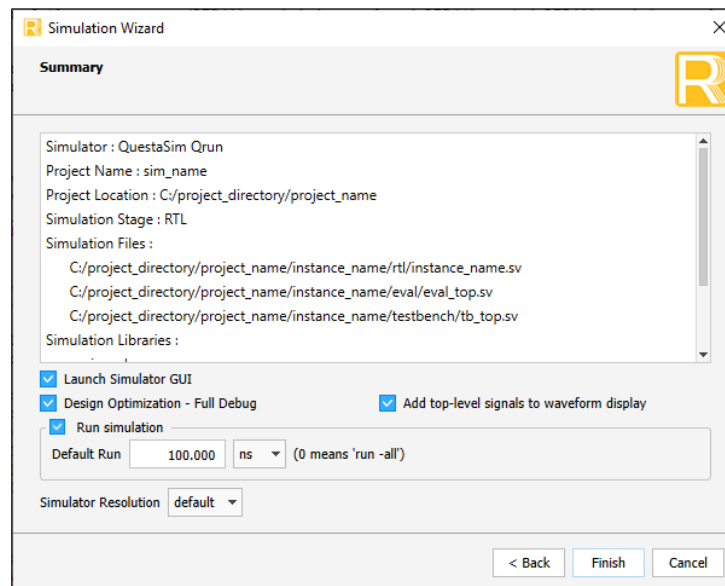 Simulation Wizard
Summary
Simulator : QuestaSim Qrun
Project Name : sim_name
Project Location : C:/project_directory/project_name
Simulation Stage : RTL
Simulation Files :
C:/project_directory/project_name/instance_name/rtl/instance_name.sv
C:/project_directory/project_name/instance_name/eval/eval_top.sv
C:/project_directory/project_name/instance_name/testbench/tb_top.sv
Simulation Libraries :
Launch Simulator GUI
Design Optimization - Full Debug Add top-level signals to waveform display
Run simulation
Default Run 100.000 ns (0 means 'run -all')
Simulator Resolution default
< Back Finish Cancel